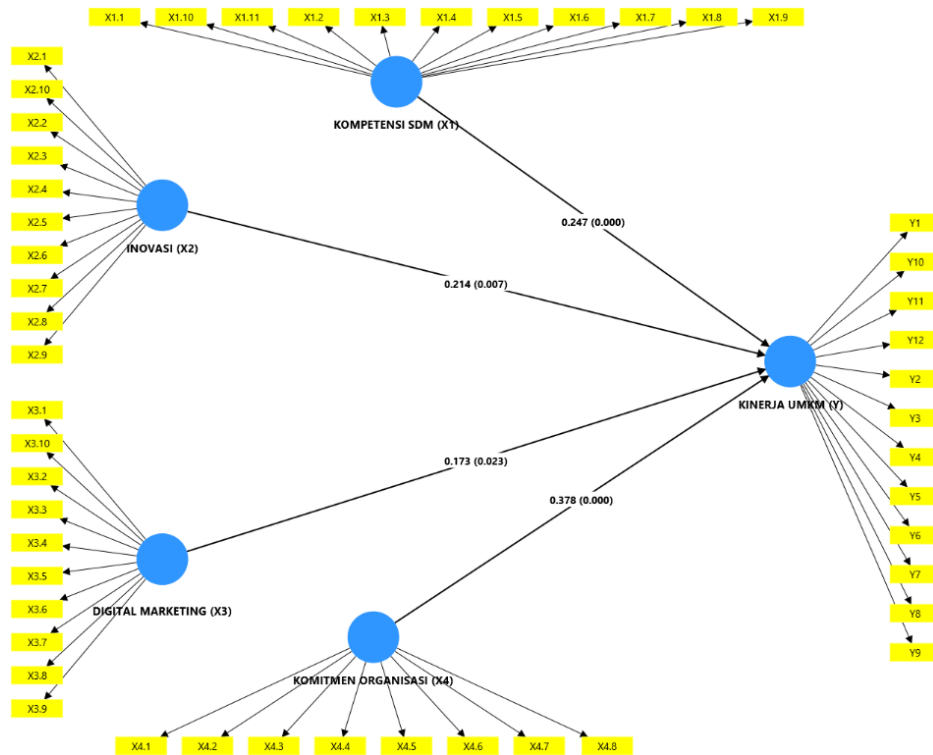 X1.1 X1.10 X1.11 X1.2 X1.3 X1.4 X1.5 X1.6 X1.7 X1.8 X1.9
KOMPETENSI SDM (X1)
X2.1
X2.10
X2.2
X2.3
X2.4
X2.5
X2.6
X2.7
X2.8
X2.9
INOVASI (X2)
0.247 (0.000)
0.214 (0.007)
Y1
Y10
Y11
Y12
Y2
Y3
Y4
Y5
Y6
Y7
Y8
Y9
KINERJA UMKM (Y)
X3.1
X3.10
X3.2
X3.3
X3.4
X3.5
X3.6
X3.7
X3.8
X3.9
DIGITAL MARKETING (X3)
0.173 (0.023)
0.378 (0.000)
KOMITMEN ORGANISASI (X4)
X4.1 X4.2 X4.3 X4.4 X4.5 X4.6 X4.7 X4.8